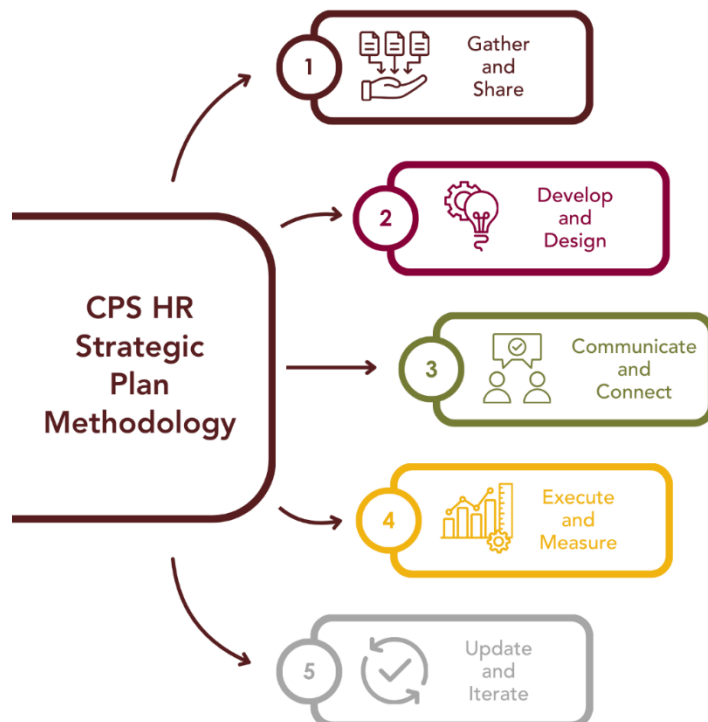 CPS HR
Strategic
Plan
Methodology
1
Gather
and
Share
2
Develop
and
Design
3
Communicate
and
Connect
4
Execute
and
Measure
5
Update
and
Iterate